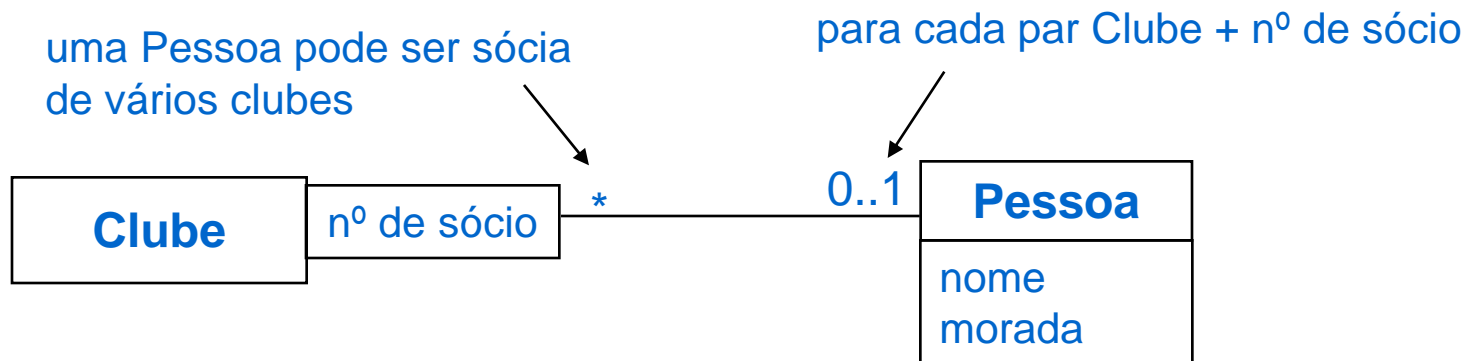 uma Pessoa pode ser sócia
de vários clubes
para cada par Clube + nº de sócio
Clube
nº de sócio
*
0..1
Pessoa
nome
morada